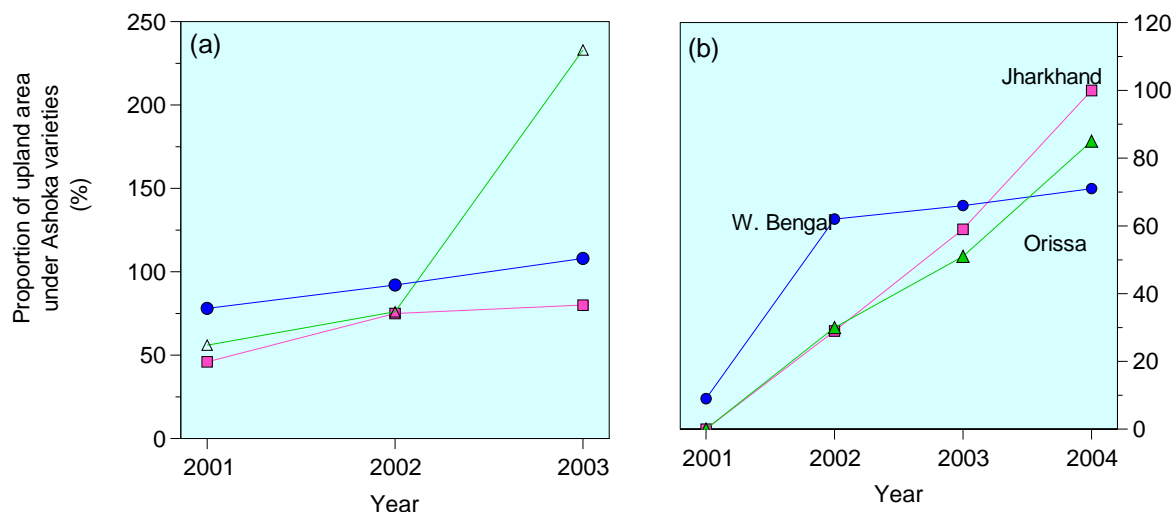 Proportion of upland area
under Ashoka varieties
(%)
(a)
250
200
150
100
50
0
2001 2002 2003
Year
(b)
Jharkhand
W. Bengal
Orissa
120
100
80
60
40
20
0
2001 2002 2003 2004
Year